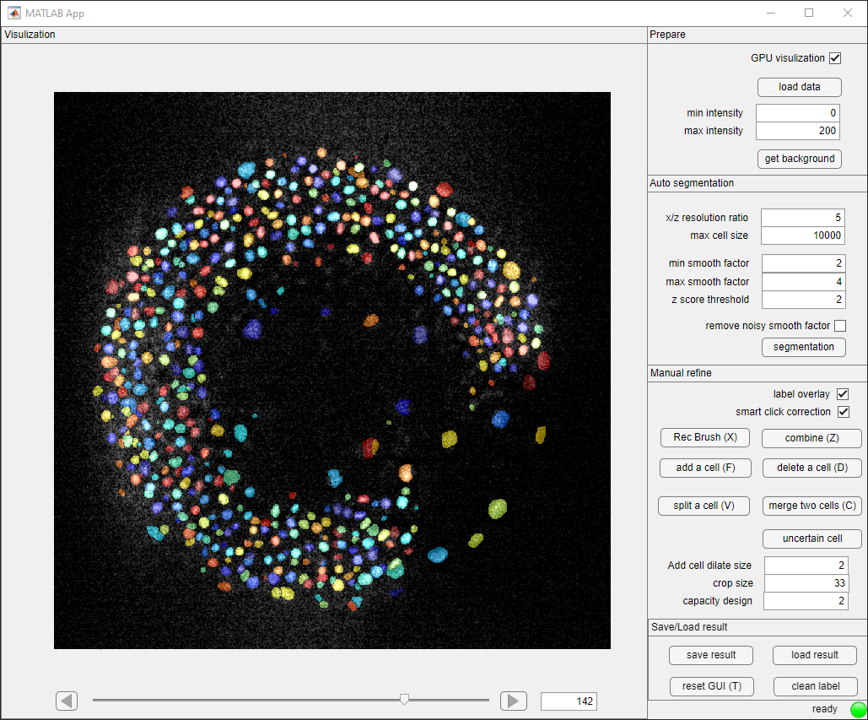 MATLAB App
Visulization
Prepare
GPU visulization
load data
min intensity 0
max intensity 200
get background
Auto segmentation
x/z resolution ratio 5
max cell size 10000
min smooth factor 2
max smooth factor 4
z score threshold 2
remove noisy smooth factor
segmentation
Manual refine
label overlay
smart click correction
Rec Brush (X) combine (Z)
add a cell (F) delete a cell (D)
split a cell (V) merge two cells (C)
uncertain cell
Add cell dilate size 2
crop size 33
capacity design 2
Save/Load result
save result load result
reset GUI (T) clean label
142
ready